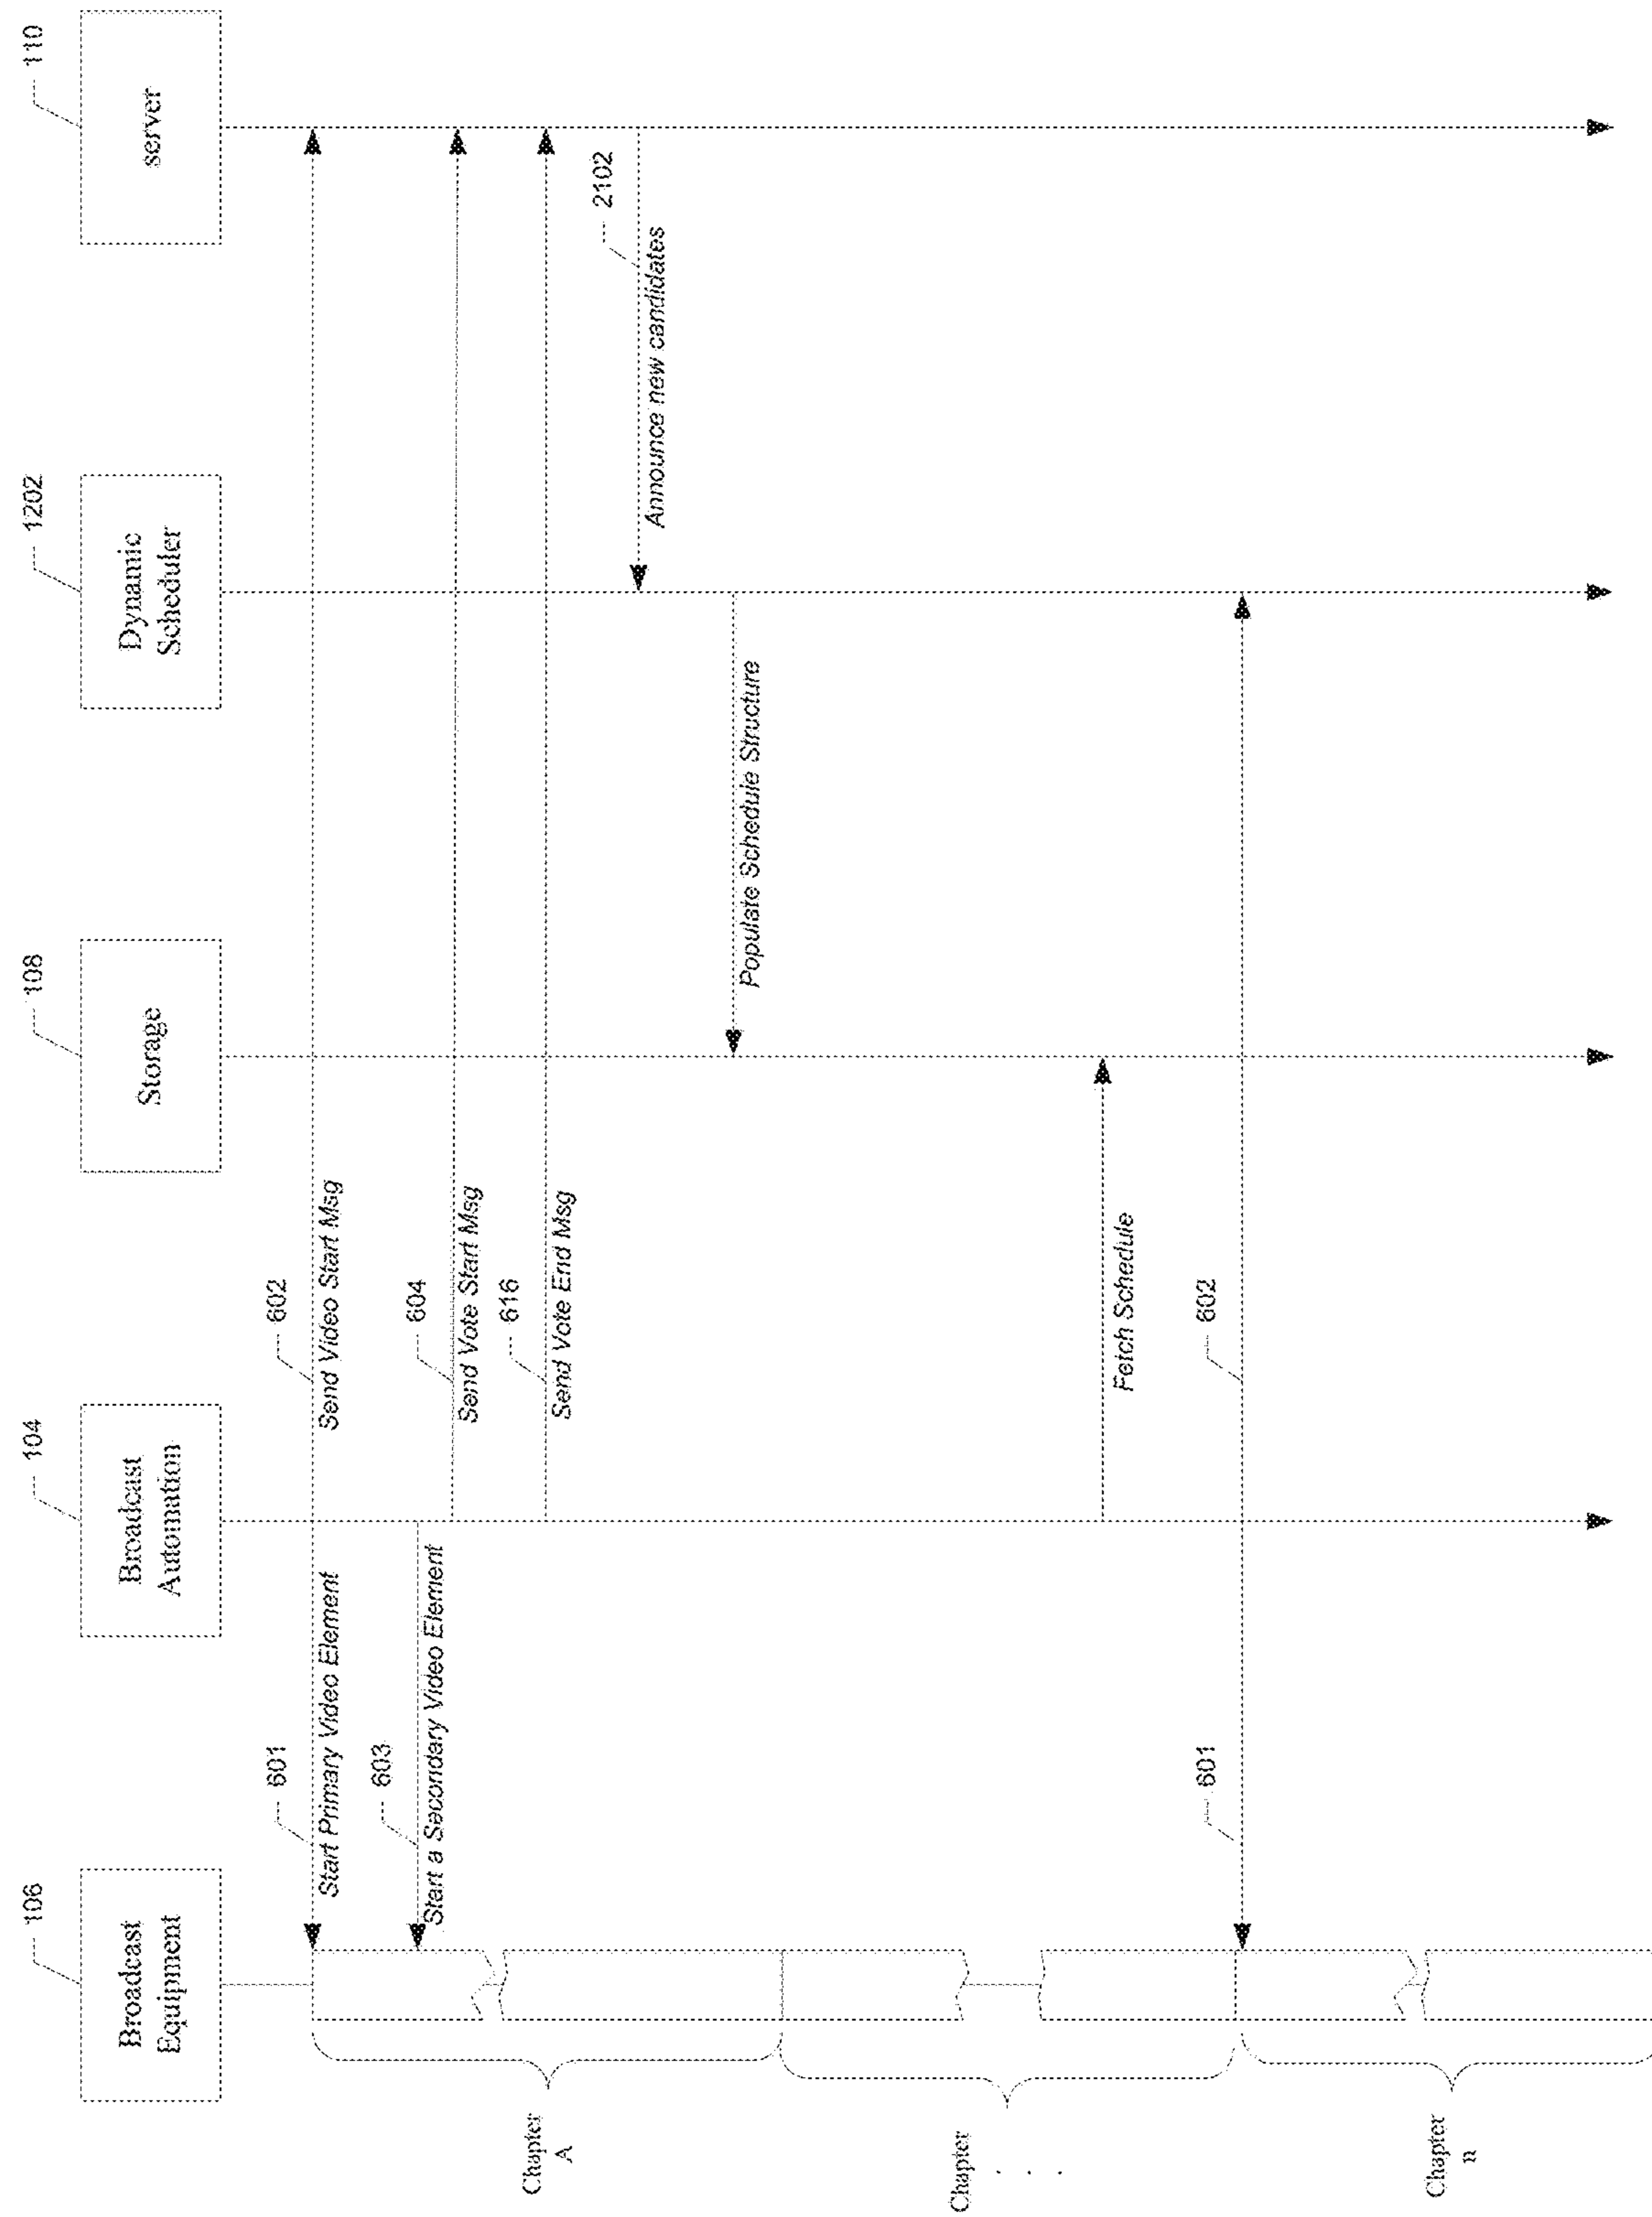 106
Broadcast
Equipment
104
Broadcast
Automation
108
Storage
1202
Dynamic
Scheduler
110
server
601
Start Primary Video Element
602
Send Video Start Msg
603
Start a Secondary Video Element
604
Send Vote Start Msg
616
Send Vote End Msg
2102
Announce new candidates
Populate Schedule Structure
Fetch Schedule
601
602
Chapter
A
Chapter
. . .
Chapter
n